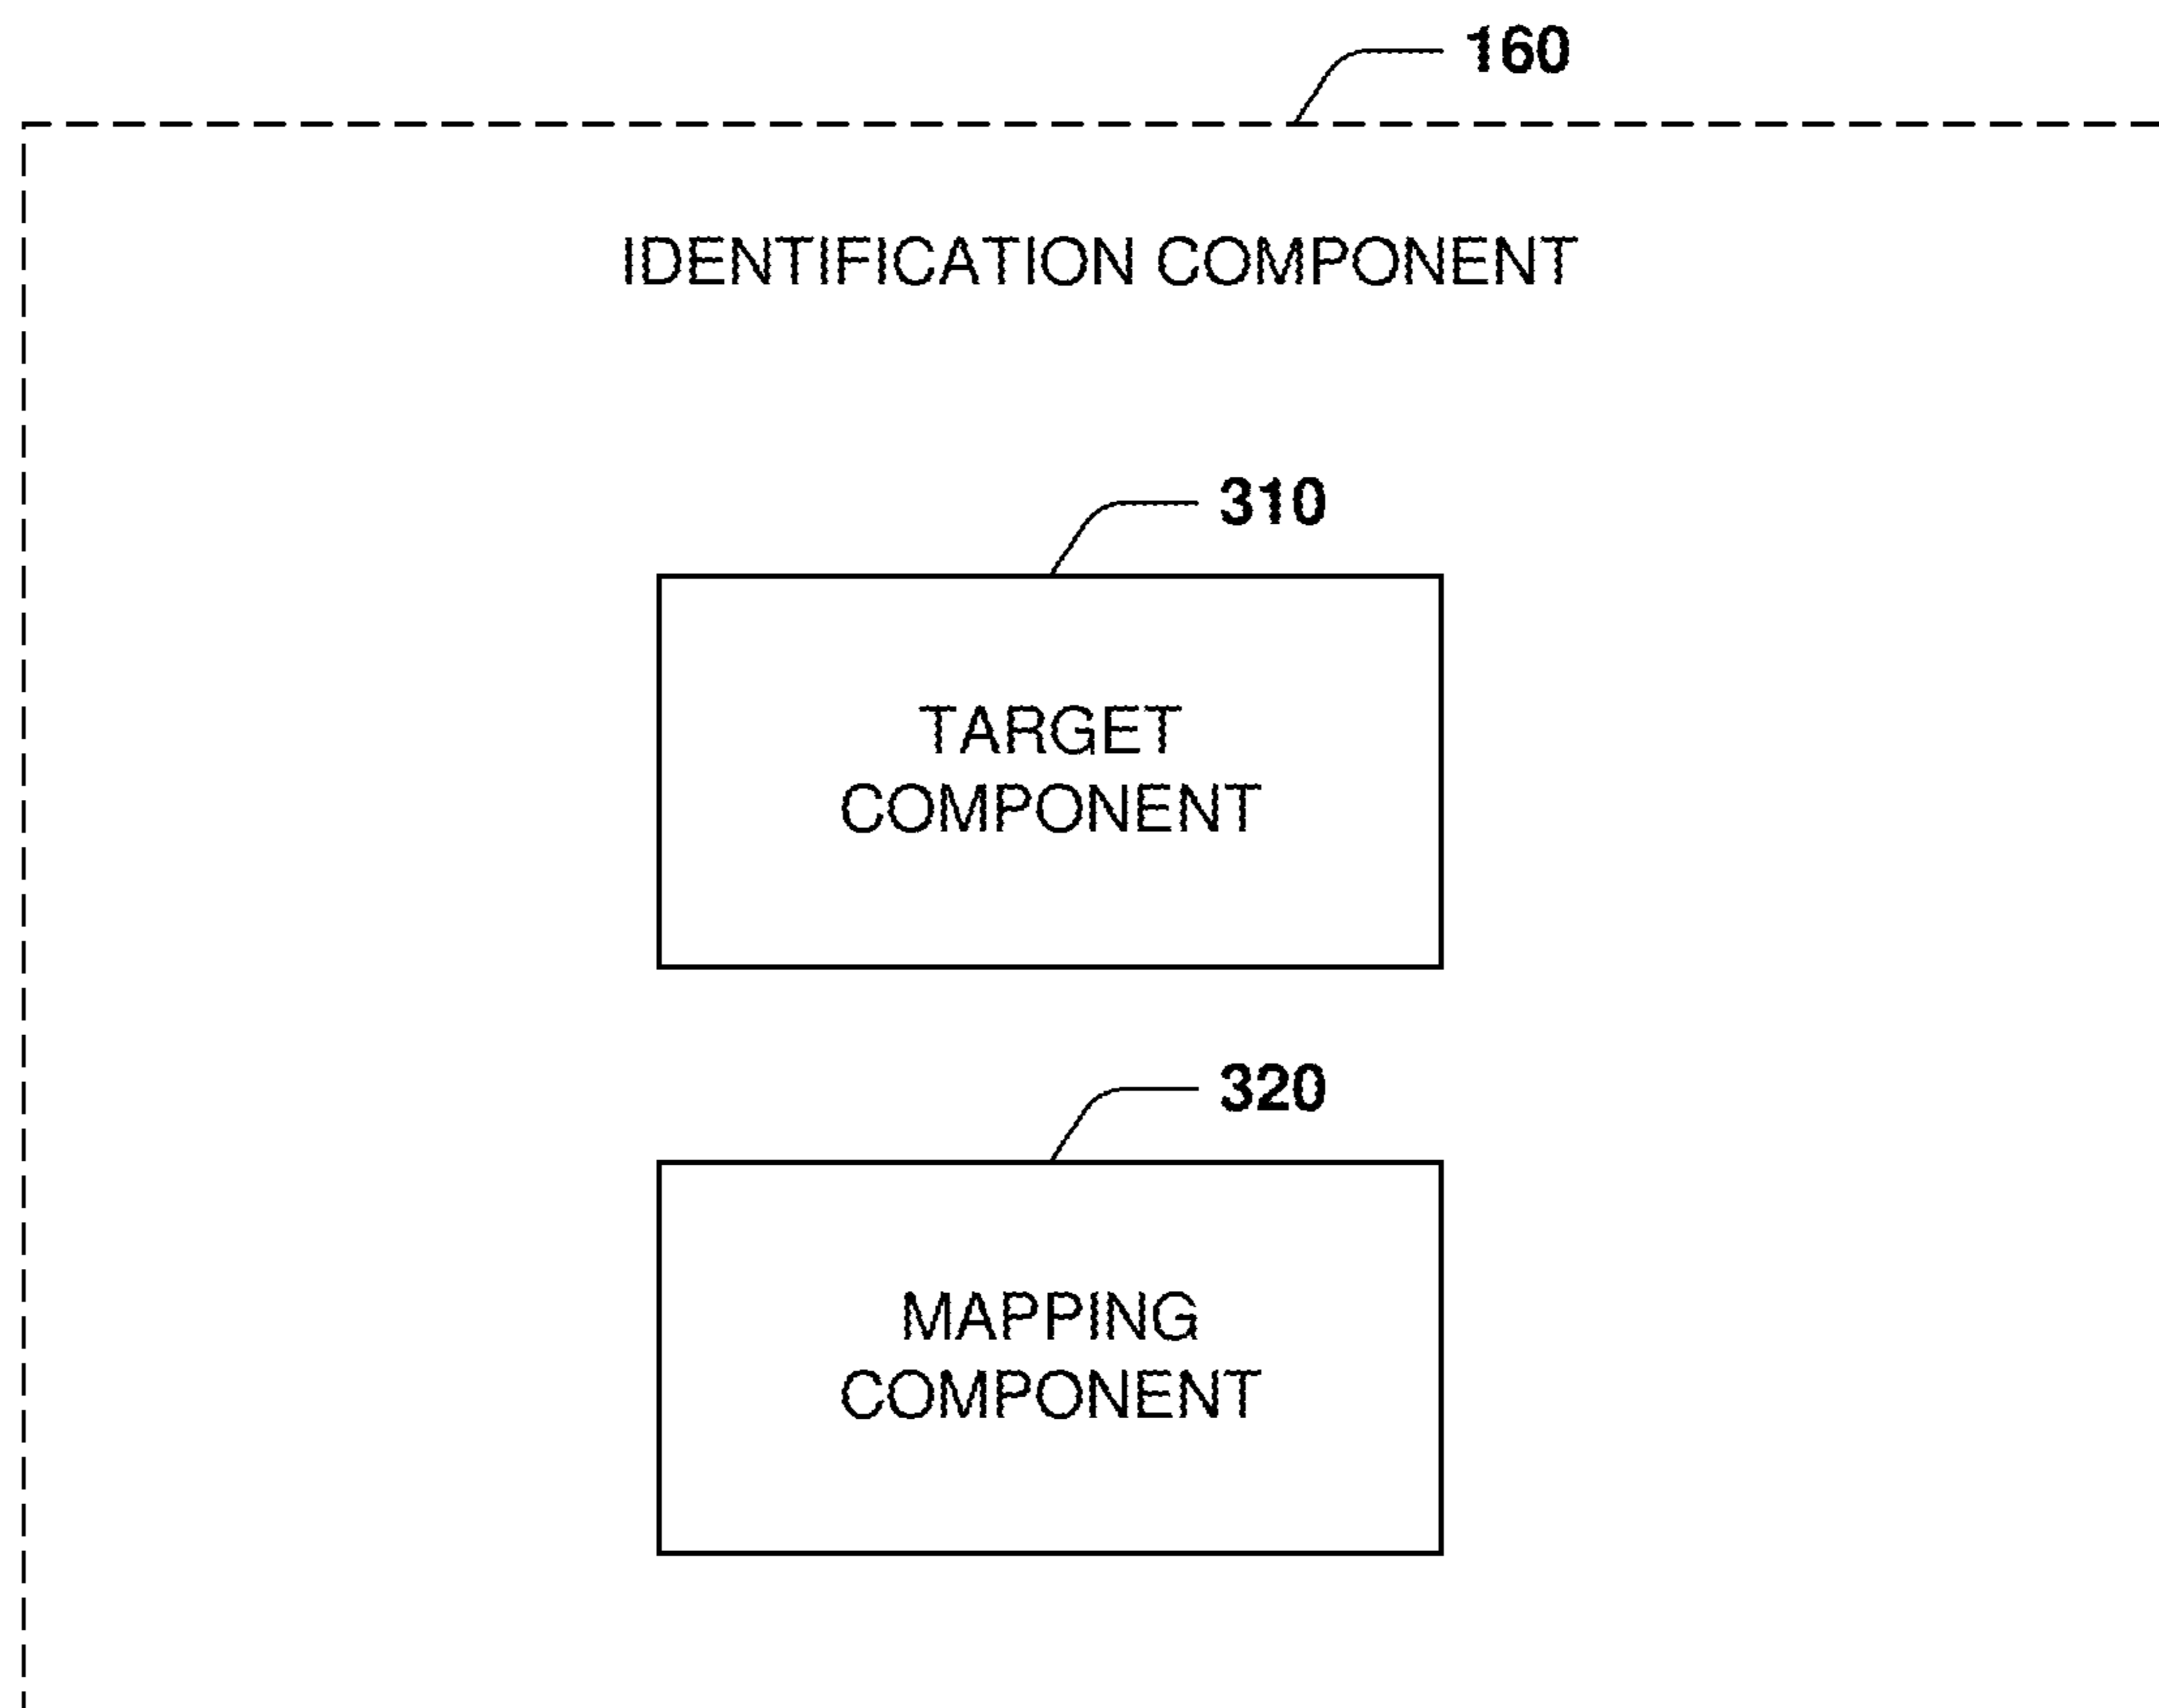 160
IDENTIFICATION COMPONENT
310
TARGET
COMPONENT
320
MAPPING
COMPONENT